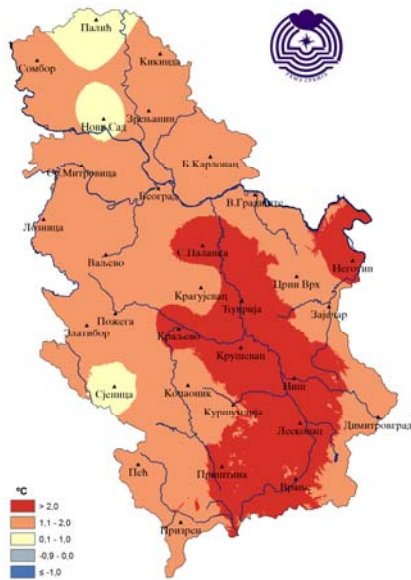 Палић
Сомбор
Кикинда
Нови Сад
Зрењанин
С. Митровица
Б. Карловац
Београд
В. Градиште
Лозница
Ваљево
С. Паланка
Неготин
Црни Врх
Крагујевац
Ћуприја
Зајечар
Пожега
Златибор
Краљево
Крушевац
Сјеница
Копаоник
Ниш
Куршумлија
Димитровград
Лесковац
Пећ
Приштина
Врање
Призрен
°C
> 2,0
1,1 - 2,0
0,1 - 1,0
-0,9 - 0,0
≤ -1,0